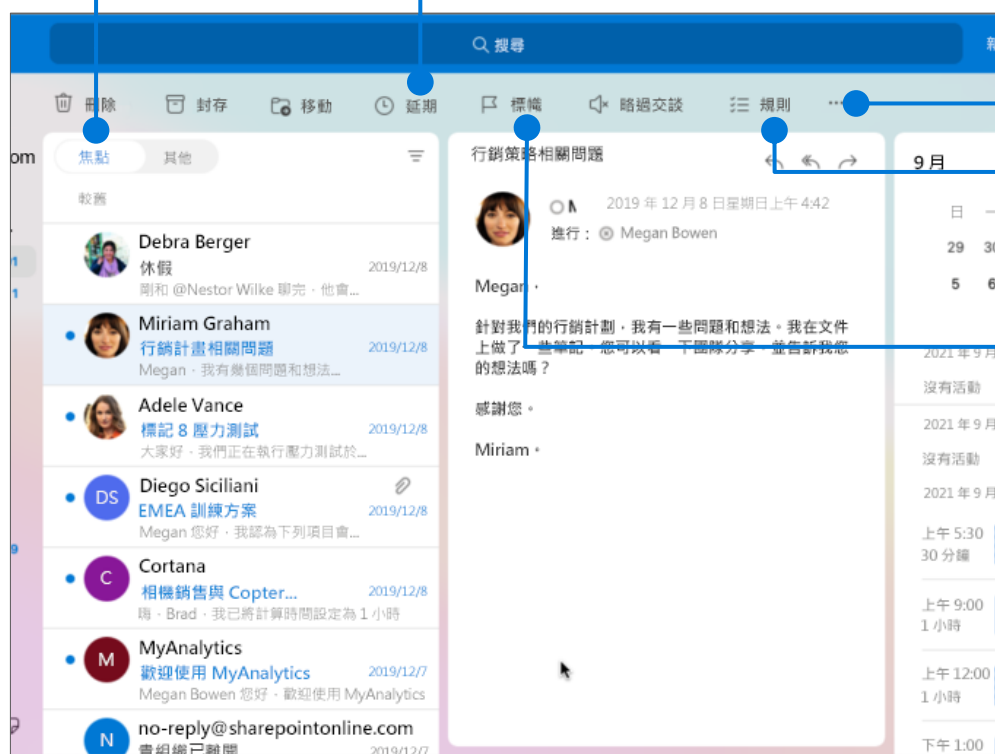 搜尋
新
刪除
封存
移動
延期
標幟
略過交談
規則
om
焦點
其他
較舊
Debra Berger
休假
2019/12/8
剛和 @Nestor Wilke 聊完，他會...
Miriam Graham
行銷計畫相關問題
2019/12/8
Megan，我有幾個問題和想法...
Adele Vance
標記 8 壓力測試
2019/12/8
大家好，我們正在執行壓力測試於...
DS
Diego Siciliani
EMEA 訓練方案
2019/12/8
Megan 您好，我認為下列項目會...
C
Cortana
相機銷售與 Copter...
2019/12/8
嗨，Brad，我已將計算時間設定為 1 小時
M
MyAnalytics
歡迎使用 MyAnalytics
2019/12/7
Megan Bowen 您好，歡迎使用 MyAnalytics
N
no-reply@sharepointonline.com
貴組織已離開
2019/12/7
行銷策略相關問題
2019 年 12 月 8 日星期日上午 4:42
進行： Megan Bowen
Megan，
針對我們的行銷計劃，我有一些問題和想法。我在文件
上做了一些筆記，您可以看一下團隊分享，並告訴我您
的想法嗎？
感謝您。
Miriam。
9 月
日 一
29 30
5 6
2021 年 9 月
沒有活動
2021 年 9 月
沒有活動
2021 年 9 月
上午 5:30
30 分鐘
上午 9:00
1 小時
上午 12:00
1 小時
下午 1:00